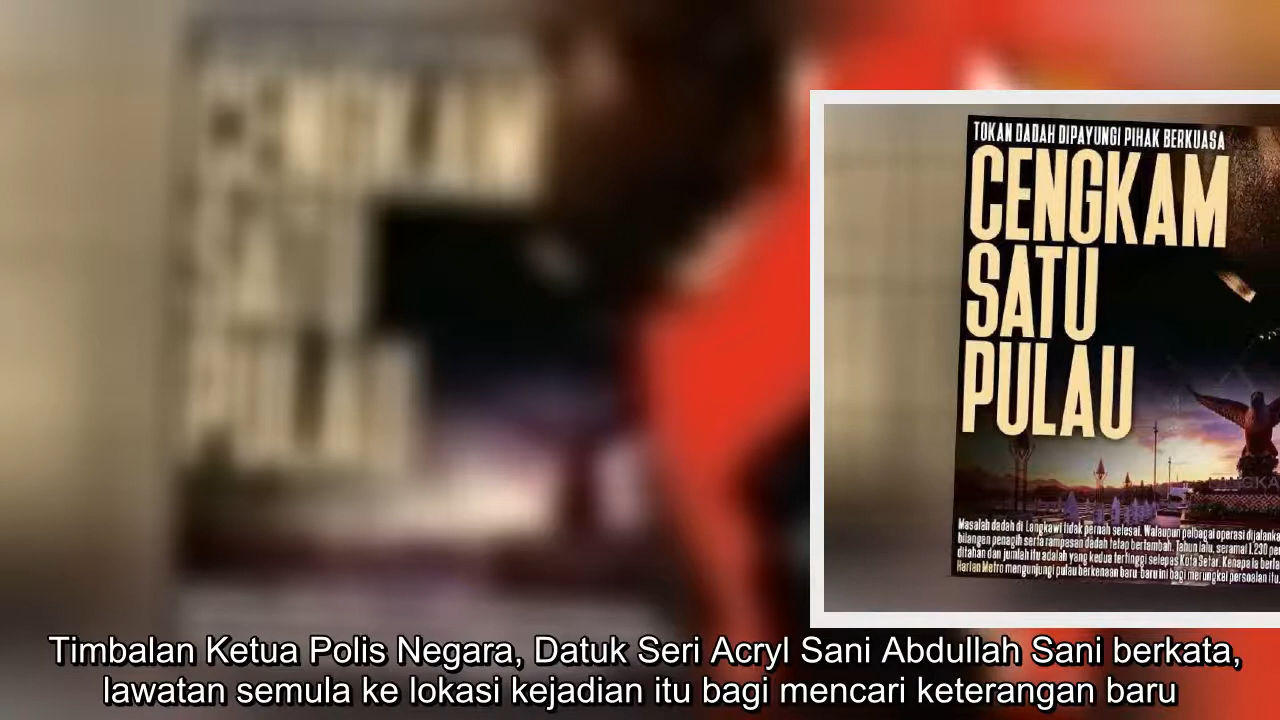 TOKAN DADAH DIPAYUNGI PIHAK BERKUASA
CENGKAM
SATU
PULAU
Masalah dadah di Langkawi tidak pernah selesai. Walaupun pelbagai operasi dijalanka
bilangan penagih serta rampasan dadah tetap bertambah. Tahun lalu, seramai 1,230 pe
ditahan dan jumlah itu adalah yang kedua tertinggi selepas Kota Setar. Kenapa ia berla
Harian Metro mengunjungi pulau berkenaan baru-baru ini bagi merungkai persoalan itu.
Timbalan Ketua Polis Negara, Datuk Seri Acryl Sani Abdullah Sani berkata,
lawatan semula ke lokasi kejadian itu bagi mencari keterangan baru